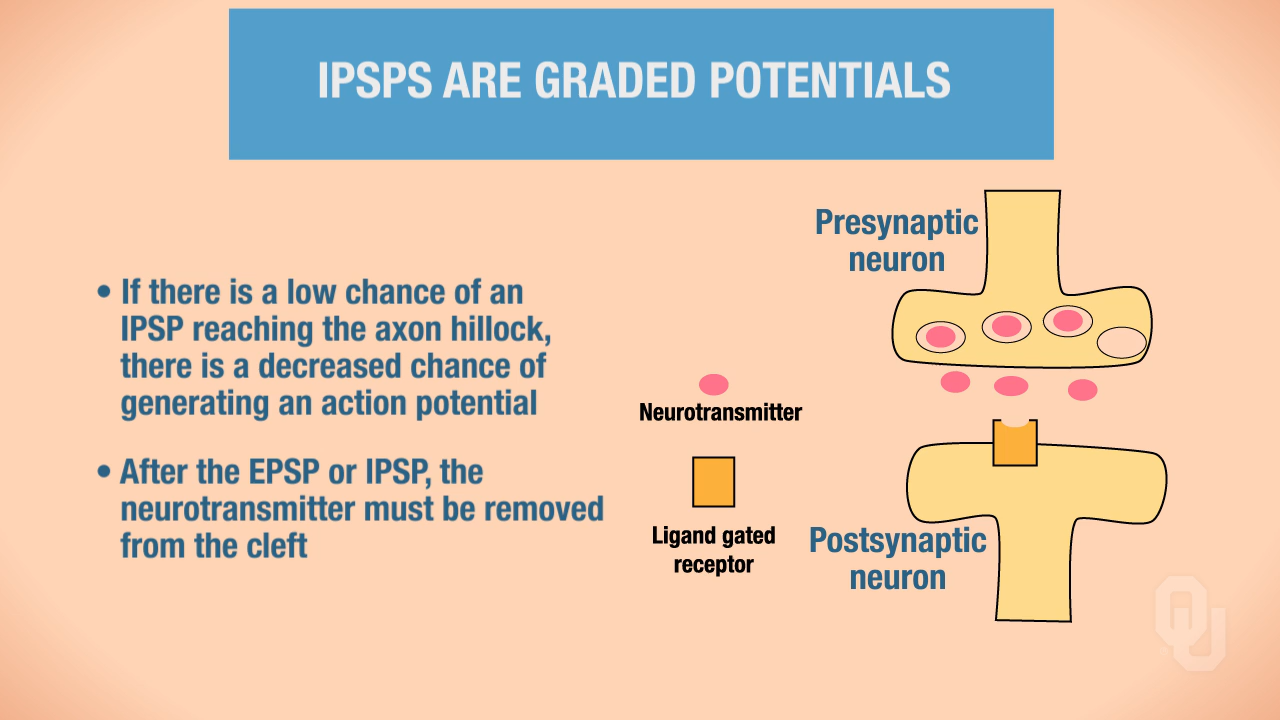 IPSPS ARE GRADED POTENTIALS
• If there is a low chance of an
IPSP reaching the axon hillock,
there is a decreased chance of
generating an action potential
• After the EPSP or IPSP, the
neurotransmitter must be removed
from the cleft
Neurotransmitter
Ligand gated
receptor
Presynaptic
neuron
Postsynaptic
neuron
OU